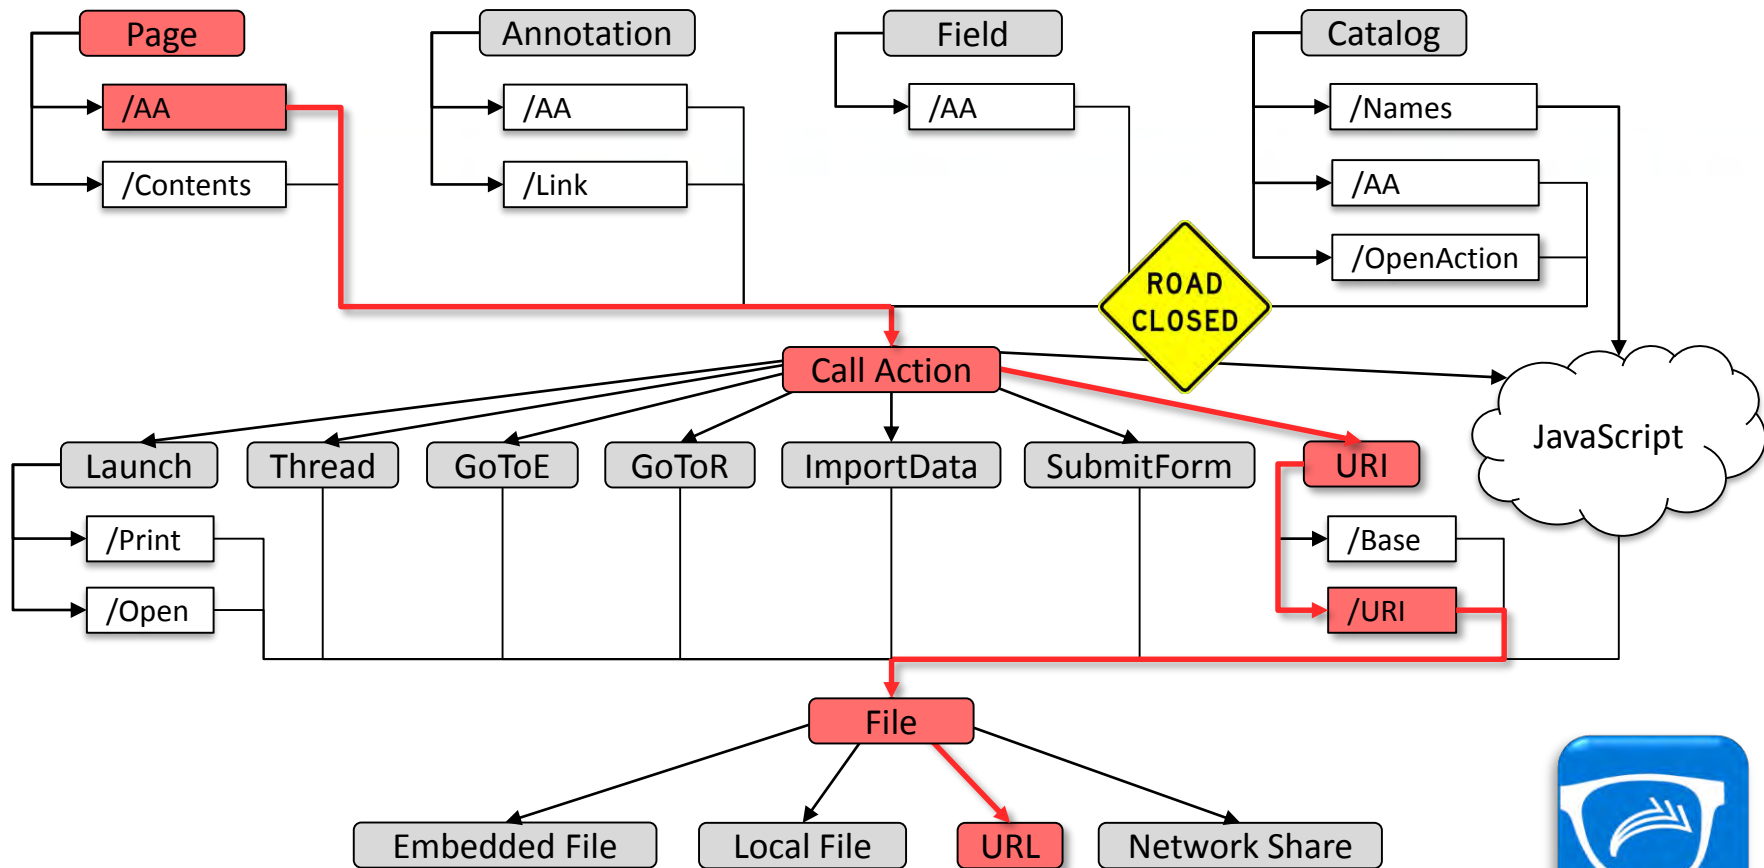 Page
Annotation
Field
Catalog
/AA
/AA
/AA
/Names
/Contents
/Link
/AA
/OpenAction
ROAD
CLOSED
Call Action
JavaScript
Launch
Thread
GoToE
GoToR
ImportData
SubmitForm
URI
/Print
/Base
/Open
/URI
File
Embedded File
Local File
URL
Network Share